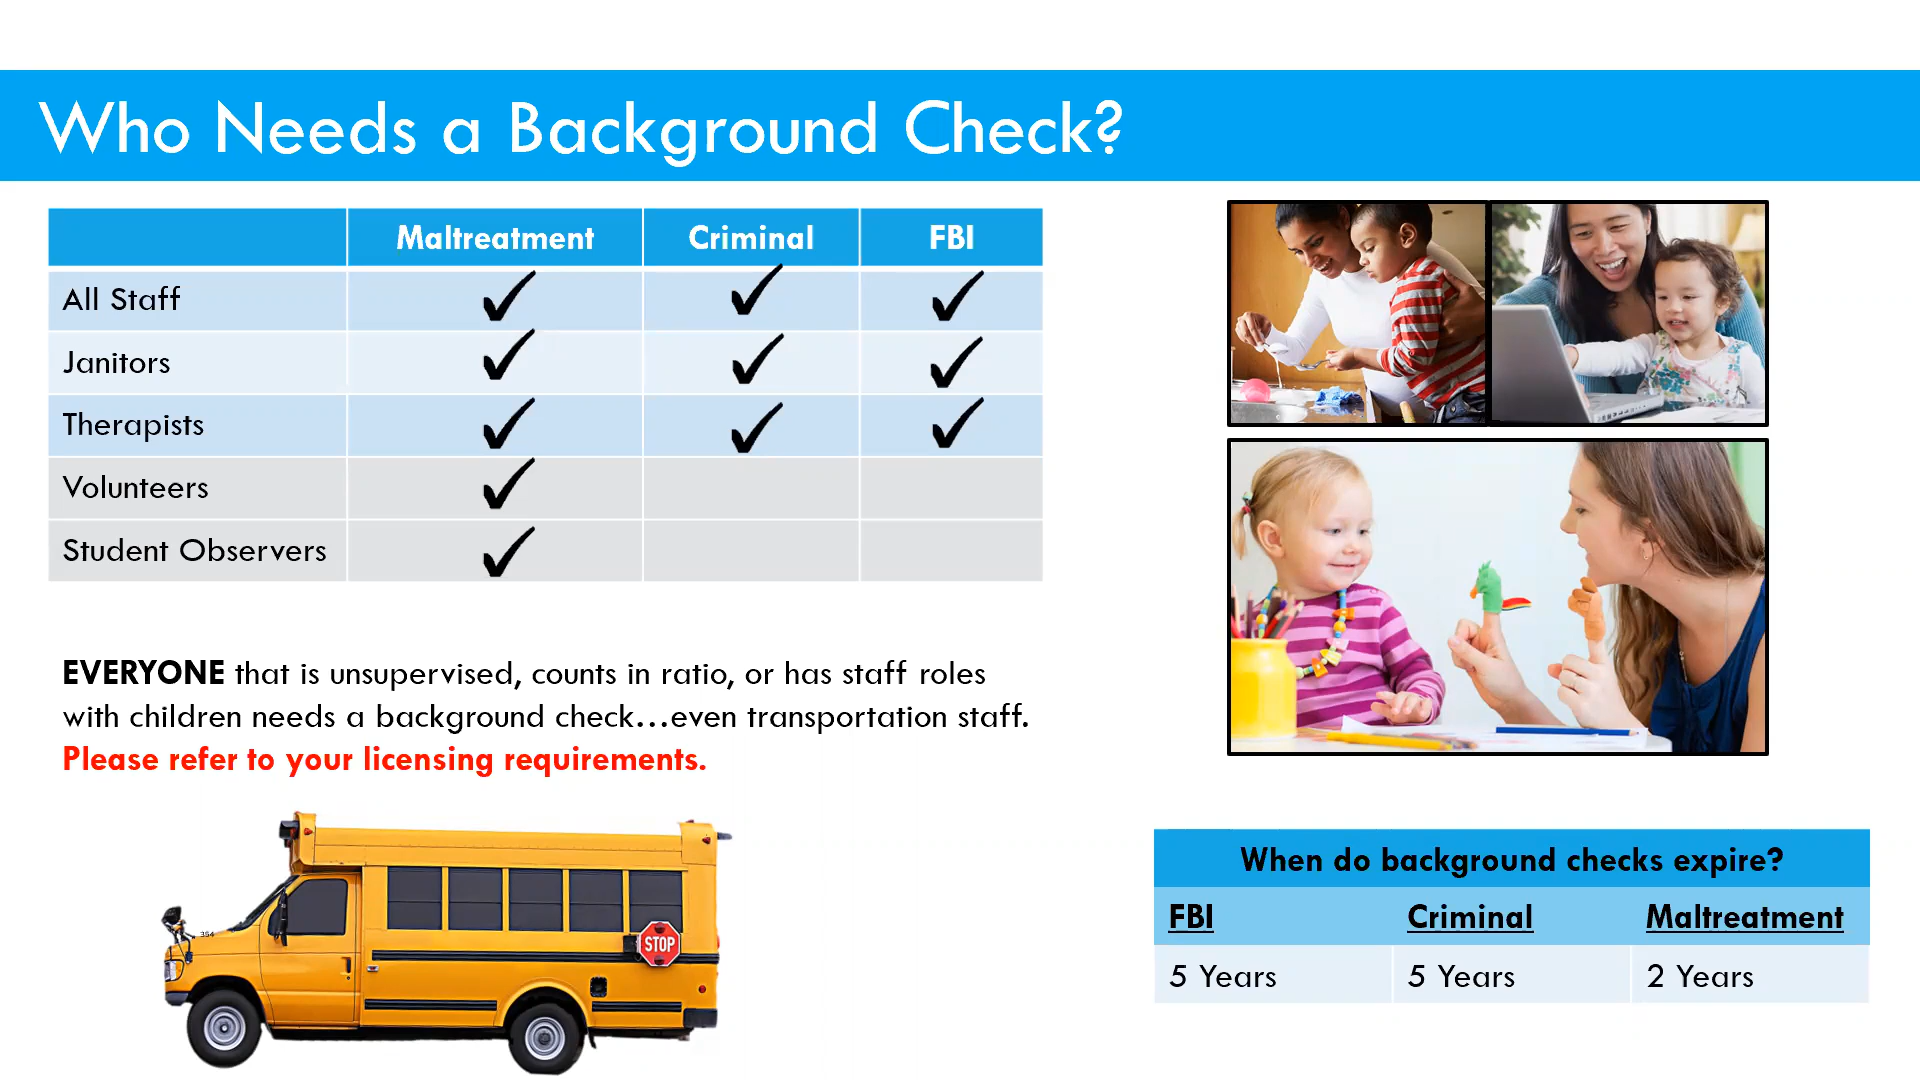 Who Needs a Background Check?
Maltreatment Criminal FBI
All Staff ✓ ✓ ✓
Janitors ✓ ✓ ✓
Therapists ✓ ✓ ✓
Volunteers ✓
Student Observers ✓
EVERYONE that is unsupervised, counts in ratio, or has staff roles
with children needs a background check...even transportation staff.
Please refer to your licensing requirements.
354
STOP
When do background checks expire?
FBI Criminal Maltreatment
5 Years 5 Years 2 Years